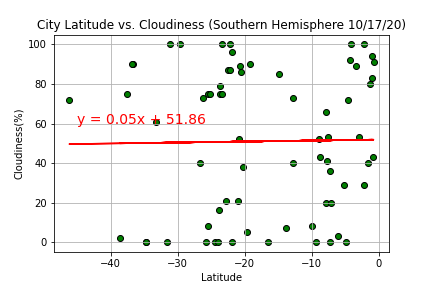 City Latitude vs. Cloudiness (Southern Hemisphere 10/17/20)
100
80
60
40
20
0
Cloudiness(%)
y = 0.05x + 51.86
−40
−30
−20
−10
0
Latitude